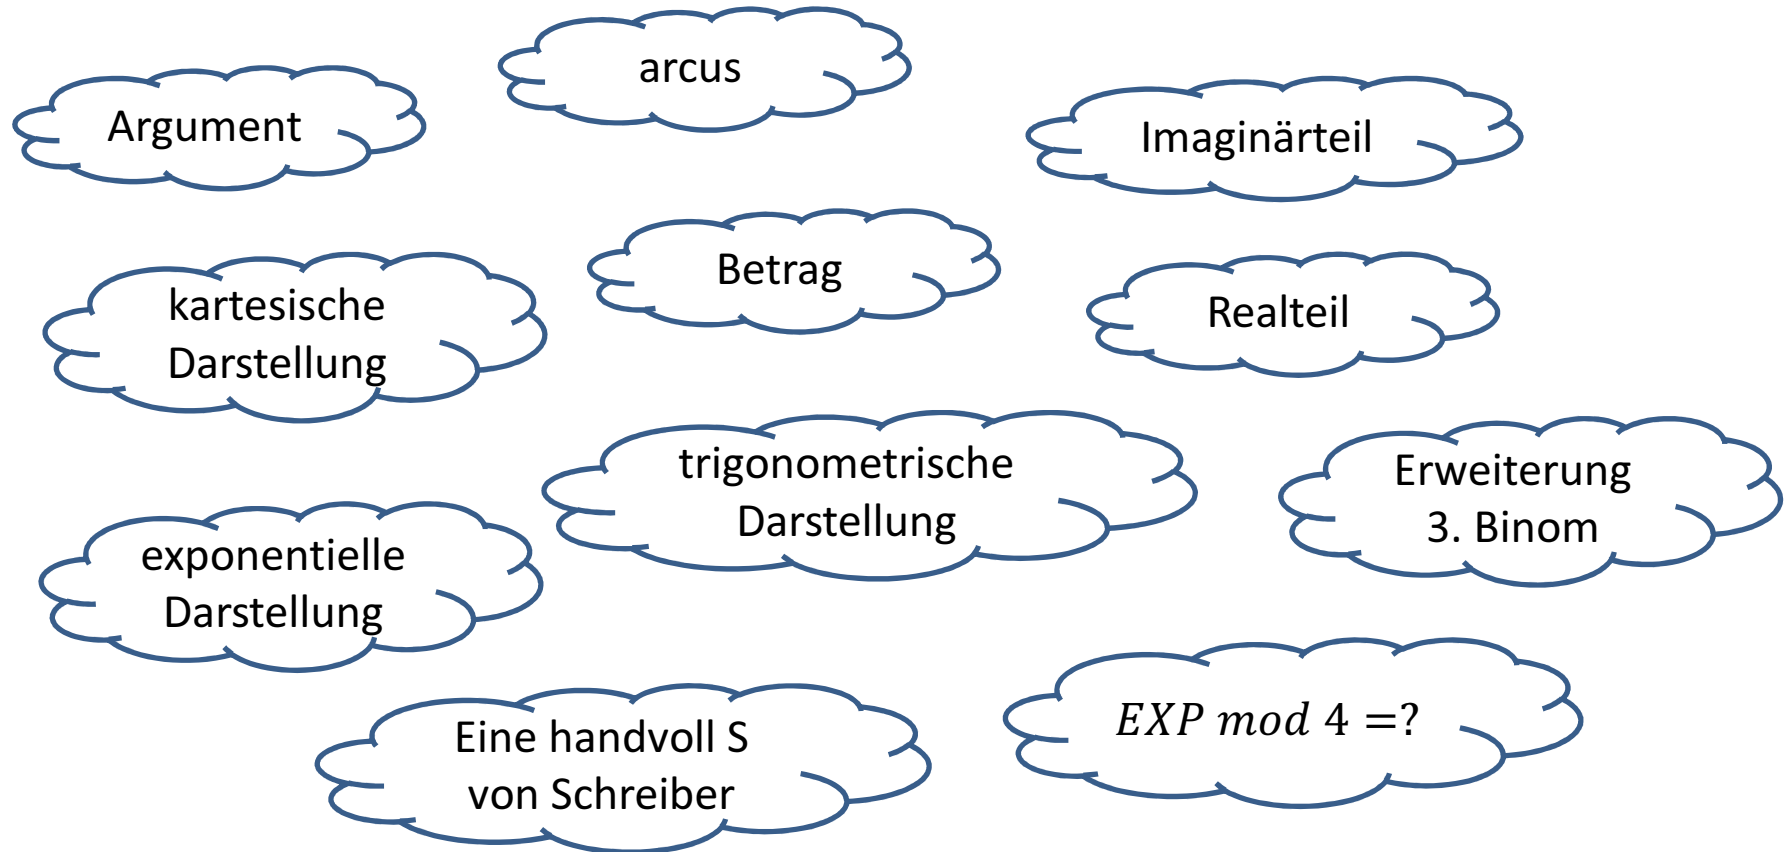 arcus
Argument
Imaginärteil
Betrag
kartesische
Darstellung
Realteil
trigonometrische
Darstellung
Erweiterung
3. Binom
exponentielle
Darstellung
Eine handvoll S
von Schreiber
EXP mod 4 =?